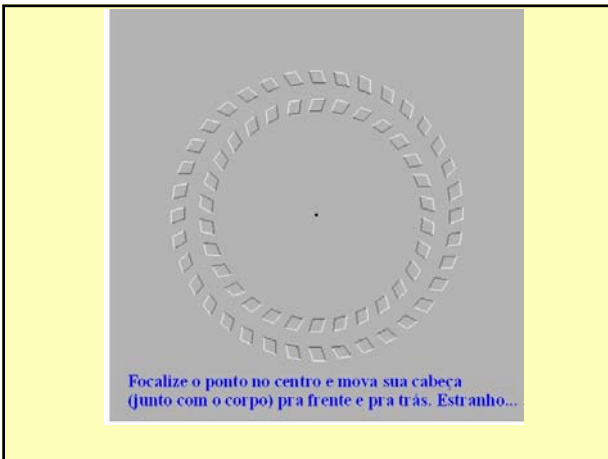 Focalize o ponto no centro e mova sua cabeça
(junto com o corpo) pra frente e pra trás. Estranho...